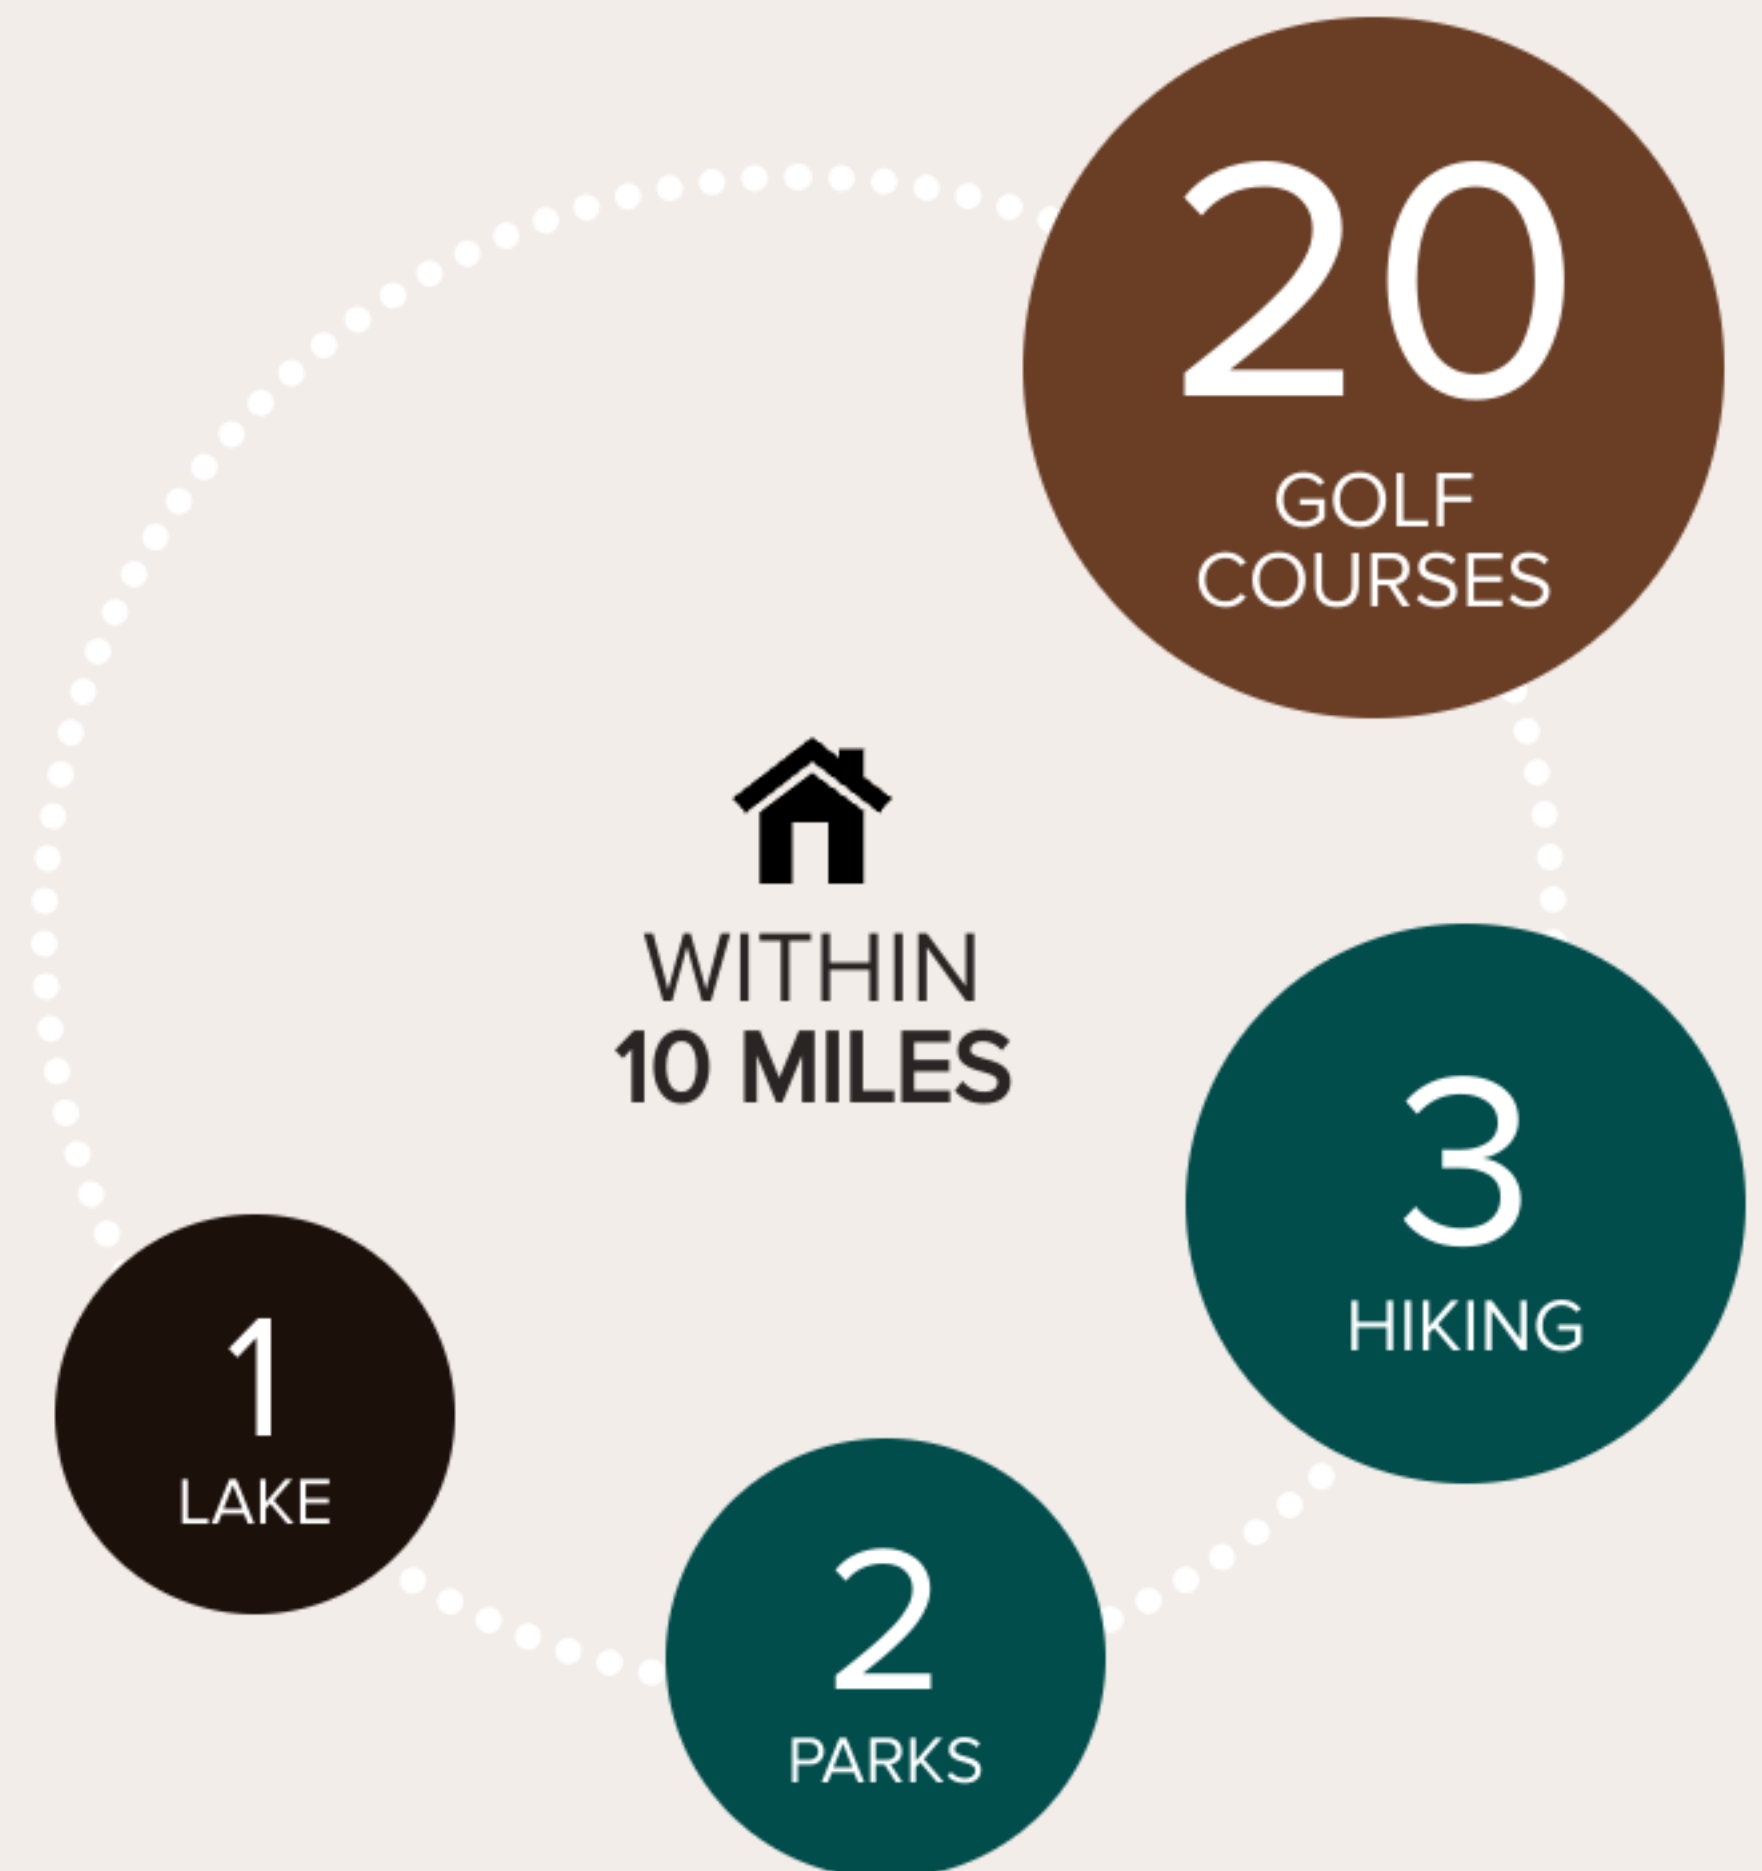 20
GOLF
COURSES
WITHIN
10 MILES
3
HIKING
1
LAKE
2
PARKS